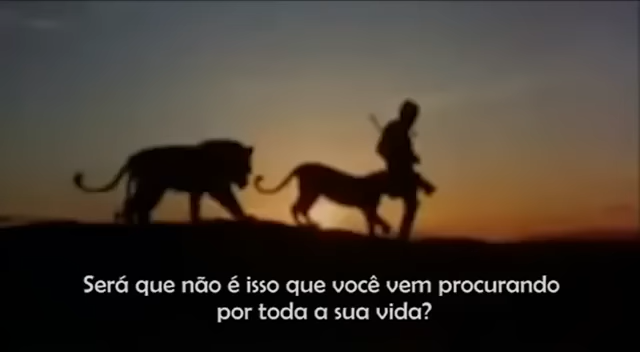 Será que não é isso que você vem procurando
por toda a sua vida?